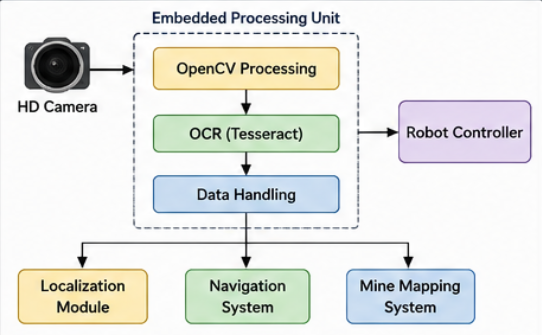 Embedded Processing Unit
HD Camera
OpenCV Processing
OCR (Tesseract)
Data Handling
Robot Controller
Localization
Module
Navigation
System
Mine Mapping
System